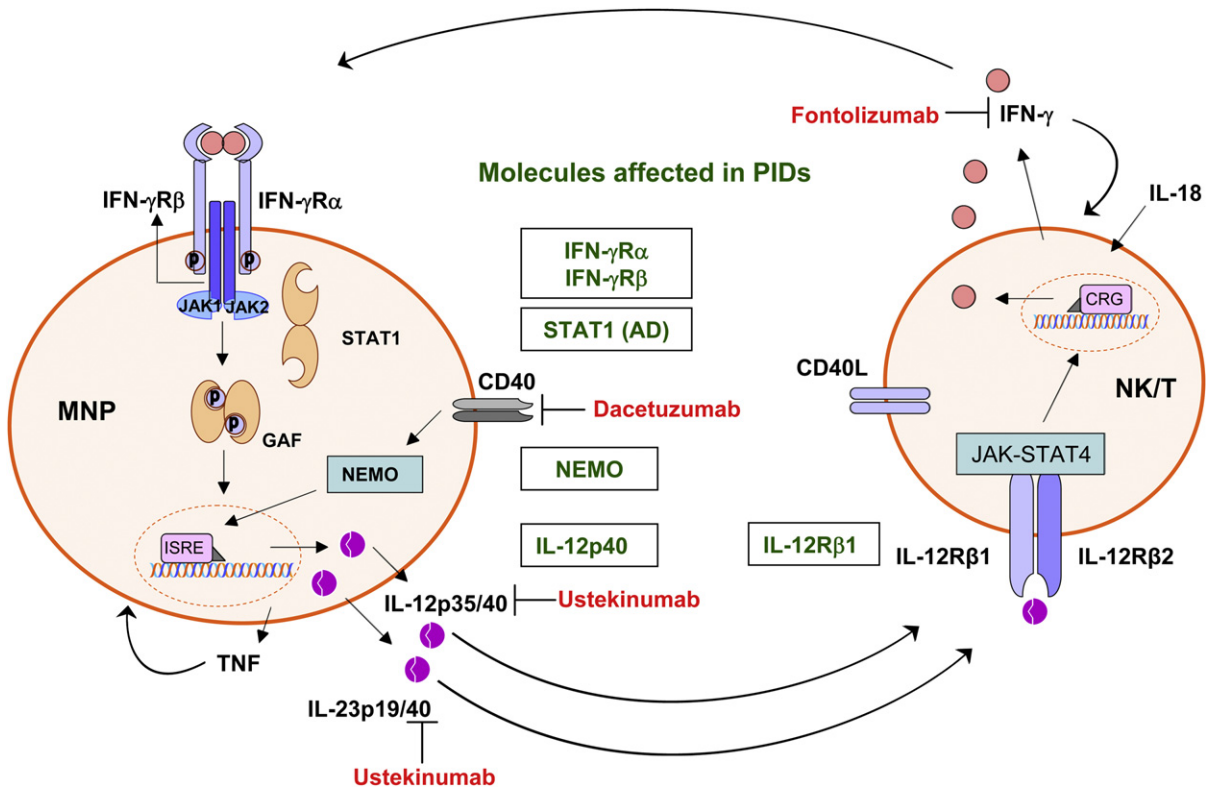 Fontolizumab
IFN-γ
Molecules affected in PIDs
IFN-γRβ
IFN-γRα
IL-18
IFN-γRα
IFN-γRβ
p
p
JAK1
JAK2
CRG
STAT1
STAT1 (AD)
CD40L
CD40
NK/T
MNP
p
p
Dacetuzumab
GAF
JAK-STAT4
NEMO
NEMO
ISRE
IL-12p40
IL-12Rβ1
IL-12Rβ1
IL-12Rβ2
IL-12p35/40
Ustekinumab
TNF
IL-23p19/40
Ustekinumab